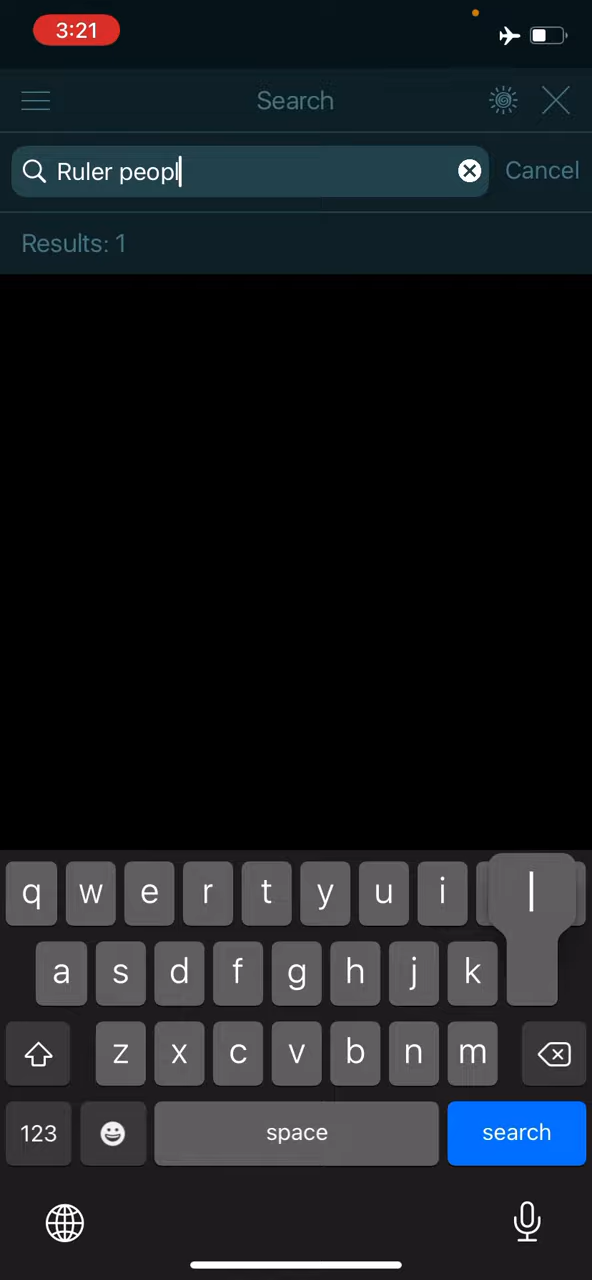 3:21
Search
Ruler peopl
Cancel
Results: 1
q w e r t y u i l
a s d f g h j k
z x c v b n m
123 space search